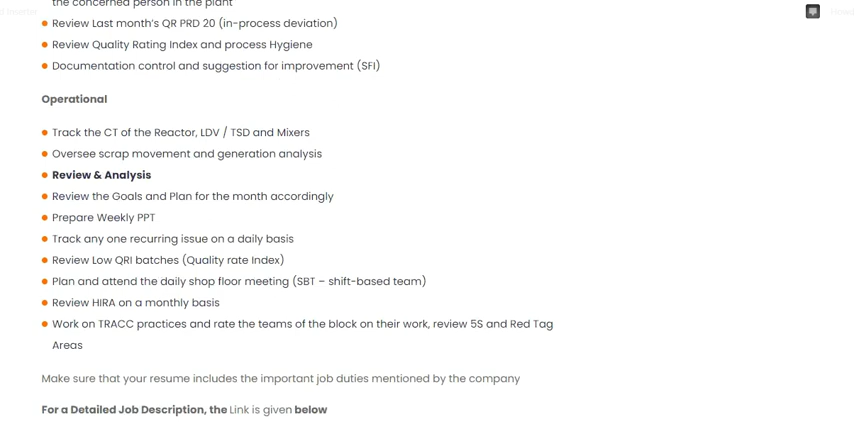 the concerned person in the plant
Review Last month's QR PRD 20 (in-process deviation)
Review Quality Rating Index and process Hygiene
Documentation control and suggestion for improvement (SFI)
Operational
Track the CT of the Reactor, LDV / TSD and Mixers
Oversee scrap movement and generation analysis
Review & Analysis
Review the Goals and Plan for the month accordingly
Prepare Weekly PPT
Track any one recurring issue on a daily basis
Review Low QRI batches (Quality rate Index)
Plan and attend the daily shop floor meeting (SBT – shift-based team)
Review HIRA on a monthly basis
Work on TRACC practices and rate the teams of the block on their work, review 5S and Red Tag
Areas
Make sure that your resume includes the important job duties mentioned by the company
For a Detailed Job Description, the Link is given below